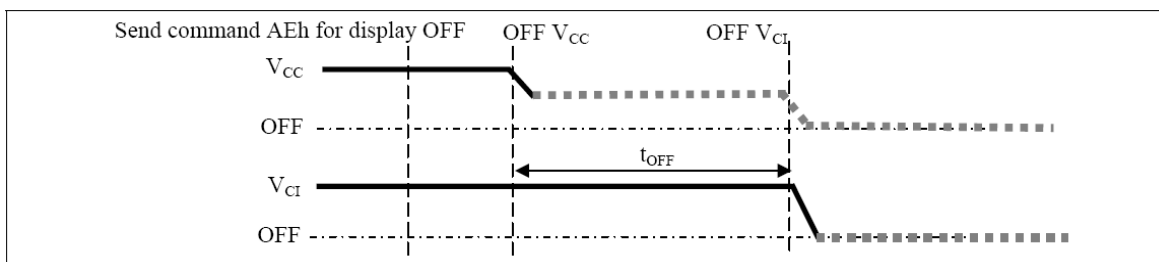 Send command AEh for display OFF OFF VCC OFF VCI
VCC
OFF
tOFF
VCI
OFF